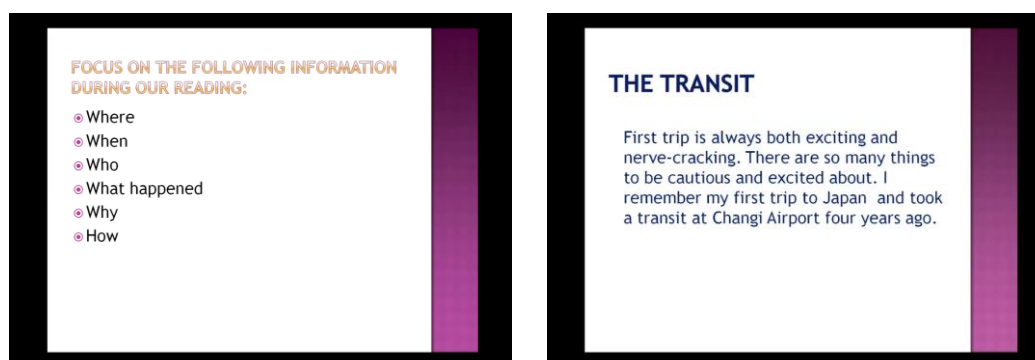 FOCUS ON THE FOLLOWING INFORMATION
DURING OUR READING:
Where
When
Who
What happened
Why
How
THE TRANSIT
First trip is always both exciting and
nerve-cracking. There are so many things
to be cautious and excited about. I
remember my first trip to Japan and took
a transit at Changi Airport four years ago.